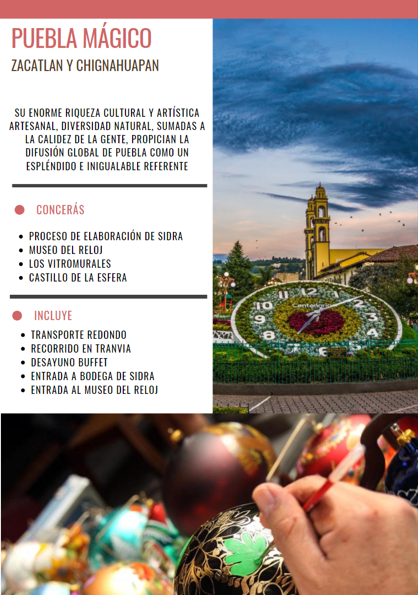 PUEBLA MÁGICO
ZACATLAN Y CHIGNAHUAPAN
SU ENORME RIQUEZA CULTURAL Y ARTÍSTICA
ARTESANAL, DIVERSIDAD NATURAL, SUMADAS A
LA CALIDEZ DE LA GENTE, PROPICIAN LA
DIFUSIÓN GLOBAL DE PUEBLA COMO UN
ESPLÉNDIDO E INIGUALABLE REFERENTE
CONCERÁS
PROCESO DE ELABORACIÓN DE SIDRA
MUSEO DEL RELOJ
LOS VITROMURALES
CASTILLO DE LA ESFERA
INCLUYE
TRANSPORTE REDONDO
RECORRIDO EN TRANVIA
DESAYUNO BUFFET
ENTRADA A BODEGA DE SIDRA
ENTRADA AL MUSEO DEL RELOJ
Centenario